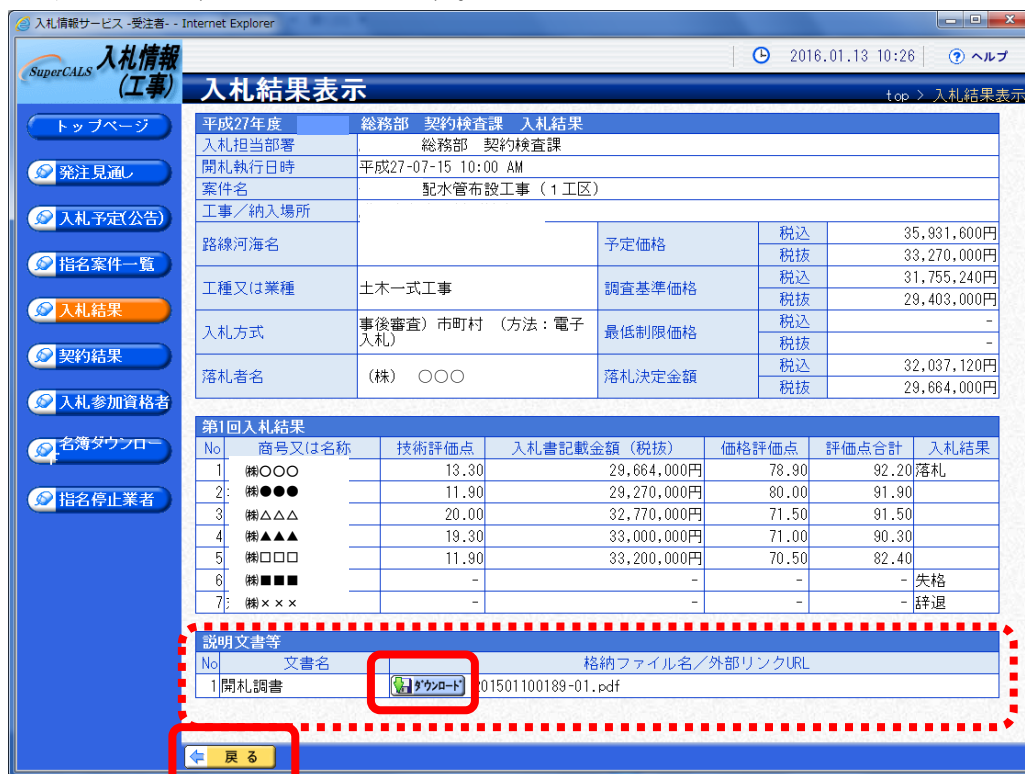 入札情報サービス -受注者- - Internet Explorer
SuperCALS 入札情報
(工事)
2016.01.13 10:26 ヘルプ
入札結果表示
top > 入札結果表示
トップページ
発注見通し
入札予定(公告)
指名案件一覧
入札結果
契約結果
入札参加資格者
名簿ダウンロー
指名停止業者
平成27年度 総務部 契約検査課 入札結果
入札担当部署 総務部 契約検査課
開札執行日時 平成27-07-15 10:00 AM
案件名 配水管布設工事（1工区）
工事／納入場所
路線河海名 予定価格 税込 35,931,600円
税抜 33,270,000円
工種又は業種 土木一式工事 調査基準価格 税込 31,755,240円
税抜 29,403,000円
入札方式 事後審査）市町村 （方法：電子入札） 最低制限価格 税込 -
税抜 -
落札者名 （株） ○○○ 落札決定金額 税込 32,037,120円
税抜 29,664,000円
第1回入札結果
No 商号又は名称 技術評価点 入札書記載金額（税抜） 価格評価点 評価点合計 入札結果
1 ㈱○○○ 13.30 29,664,000円 78.90 92.20 落札
2 ㈱●●● 11.90 29,270,000円 80.00 91.90
3 ㈱△△△ 20.00 32,770,000円 71.50 91.50
4 ㈱▲▲▲ 19.30 33,000,000円 71.00 90.30
5 ㈱□□□ 11.90 33,200,000円 70.50 82.40
6 ㈱■■■ - - - - 失格
7 ㈱××× - - - - 辞退
説明文書等
No 文書名 格納ファイル名／外部リンクURL
1 開札調書 ダウンロード 201501100189-01.pdf
戻る